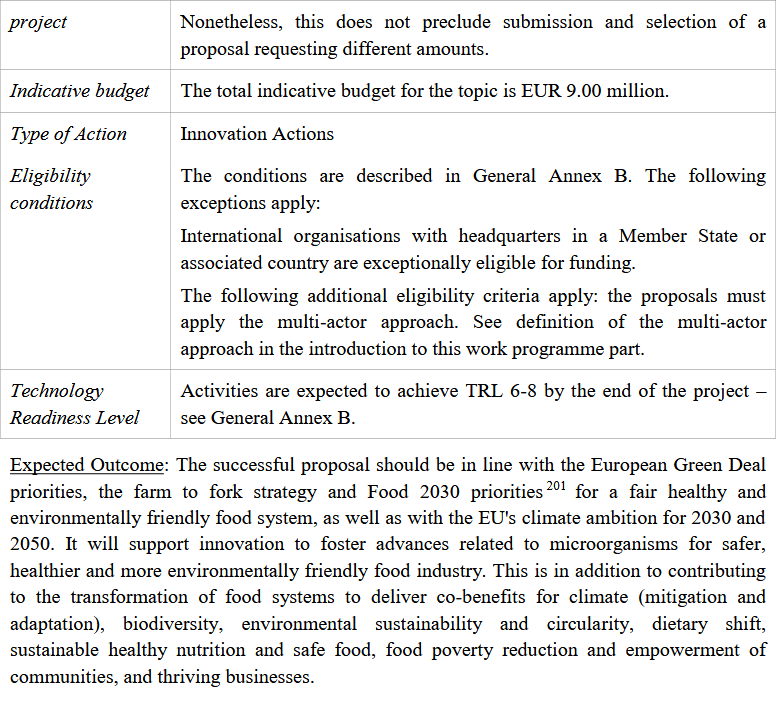 project Nonetheless, this does not preclude submission and selection of a
proposal requesting different amounts.
Indicative budget The total indicative budget for the topic is EUR 9.00 million.
Type of Action Innovation Actions
Eligibility The conditions are described in General Annex B. The following
conditions exceptions apply:
International organisations with headquarters in a Member State or
associated country are exceptionally eligible for funding.
The following additional eligibility criteria apply: the proposals must
apply the multi-actor approach. See definition of the multi-actor
approach in the introduction to this work programme part.
Technology Activities are expected to achieve TRL 6-8 by the end of the project –
Readiness Level see General Annex B.
Expected Outcome: The successful proposal should be in line with the European Green Deal
priorities, the farm to fork strategy and Food 2030 priorities 201 for a fair healthy and
environmentally friendly food system, as well as with the EU's climate ambition for 2030 and
2050. It will support innovation to foster advances related to microorganisms for safer,
healthier and more environmentally friendly food industry. This is in addition to contributing
to the transformation of food systems to deliver co-benefits for climate (mitigation and
adaptation), biodiversity, environmental sustainability and circularity, dietary shift,
sustainable healthy nutrition and safe food, food poverty reduction and empowerment of
communities, and thriving businesses.